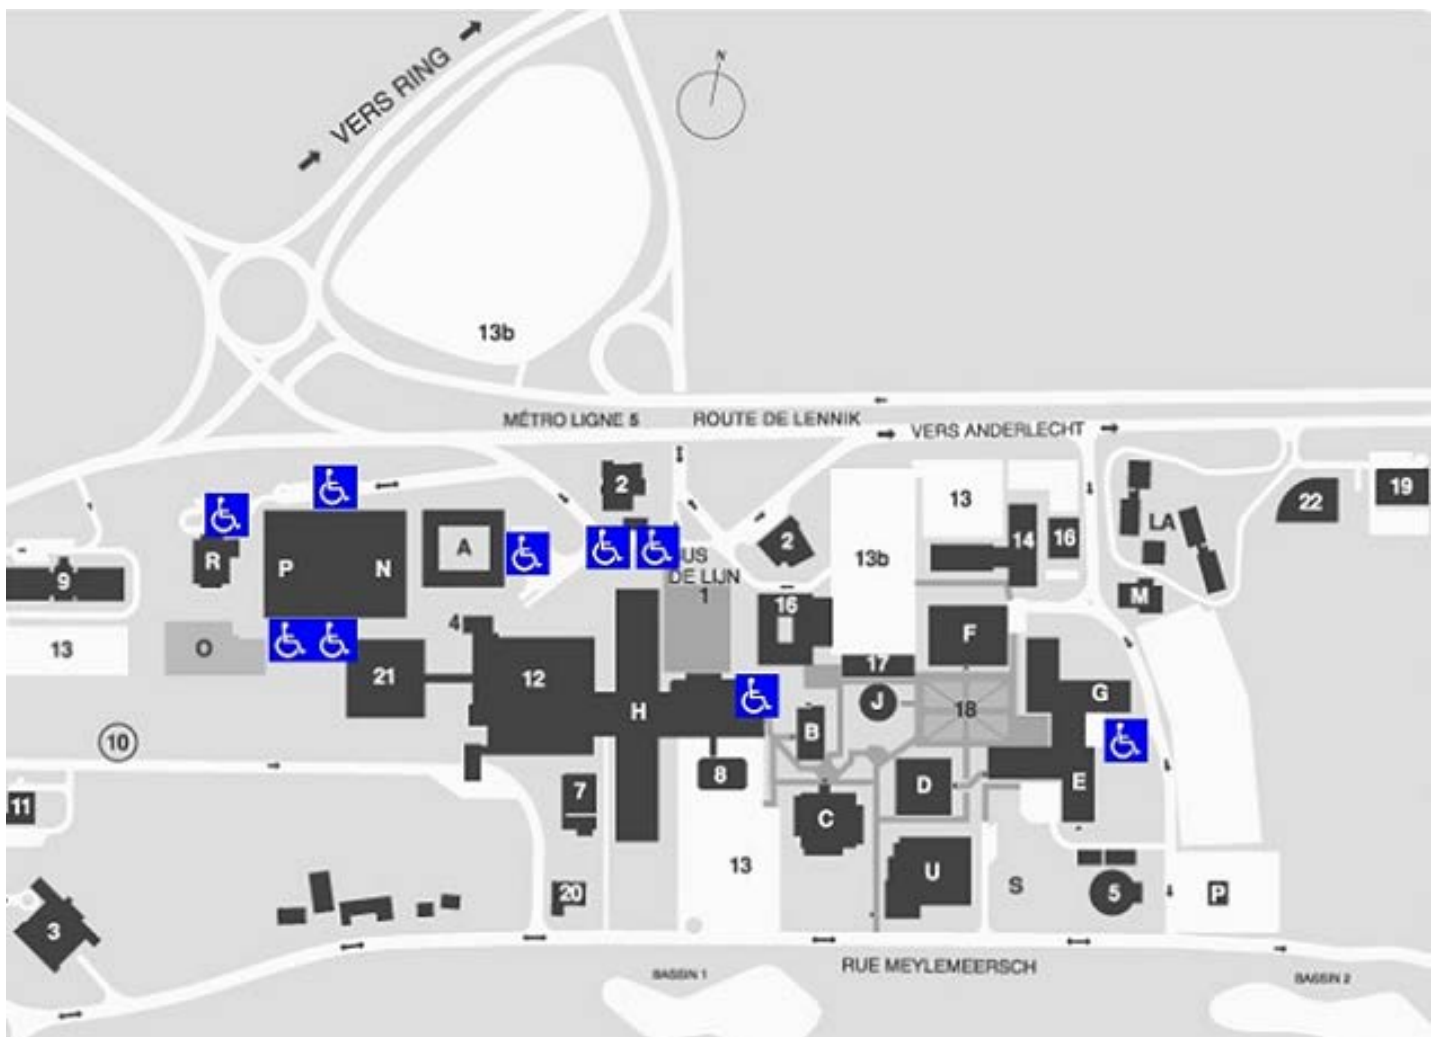 N
VERS RING
13b
MÉTRO LIGNE 5
ROUTE DE LENNIK
VERS ANDERLECHT
2
13
22
19
LA
R
P
N
A
2
13b
14
16
9
US
DE LIJN
1
16
M
4
F
13
O
21
12
17
H
J
18
G
B
10
8
D
E
11
7
C
13
U
S
5
P
20
3
RUE MEYLEMEERSCH
BASSIN 1
BASSIN 2